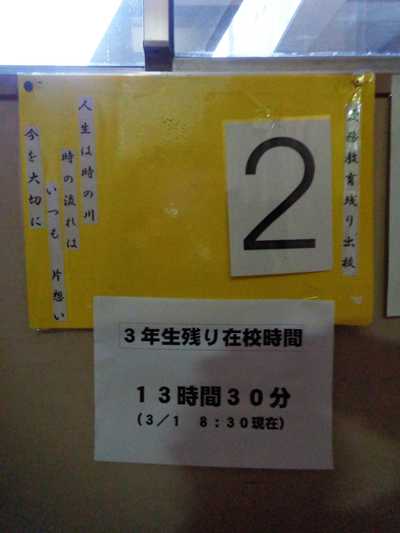 義務教育残り出校
2
人生は時の川
時の流れは
いつも 片想い
今を大切に
3年生残り在校時間
13時間30分
(3/1 8:30現在)